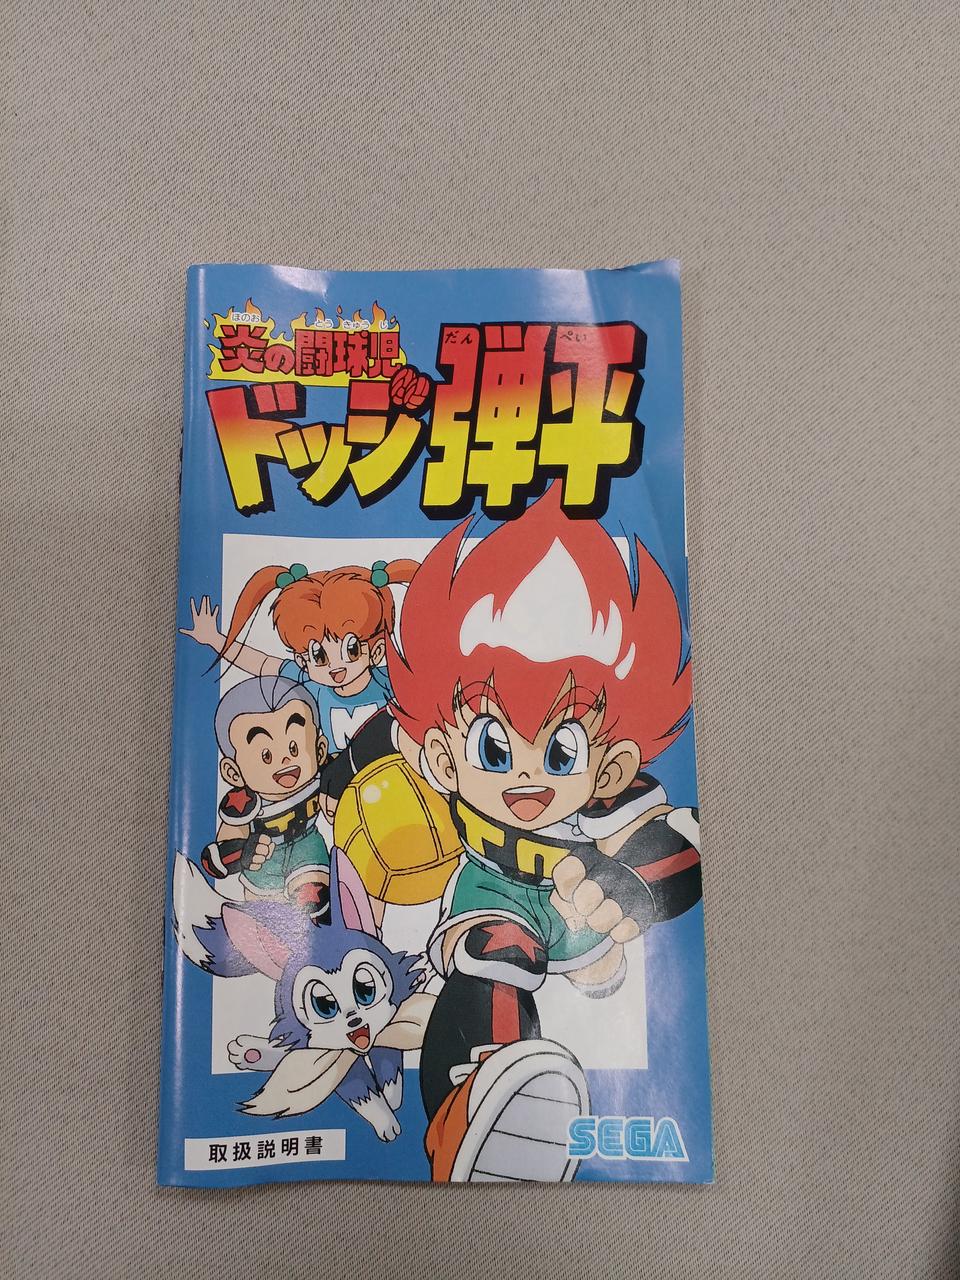 ほのお とうきゅうじ
炎の闘球児
ドッジ弾平
だん ぺい
M
T.O
取扱説明書
SEGA